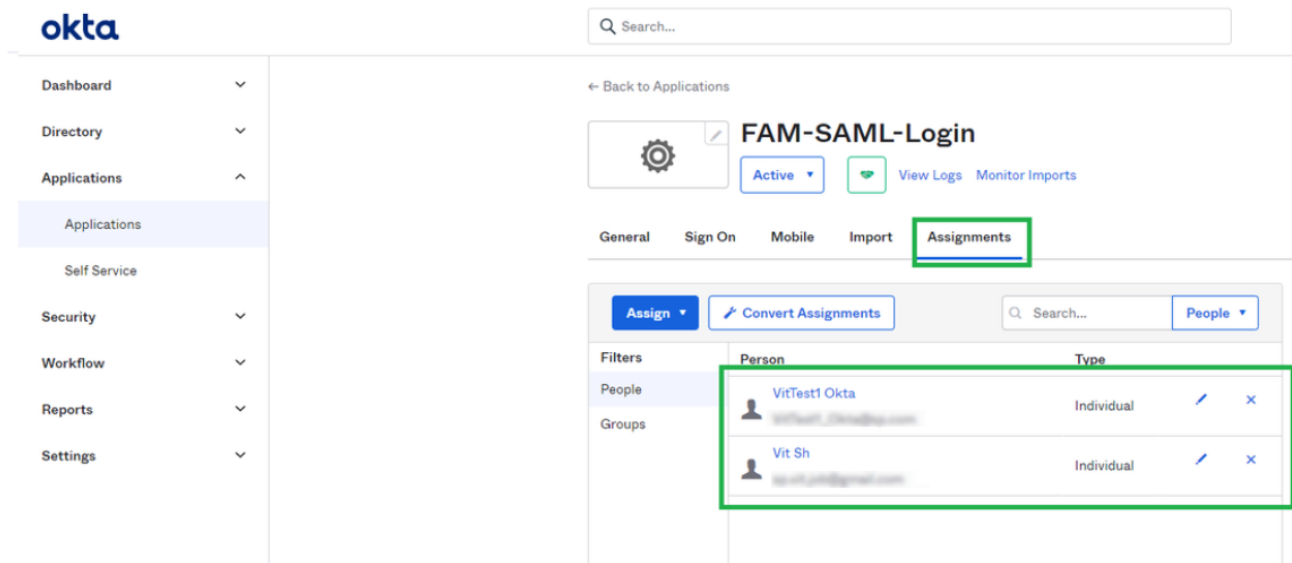 okta
Search...
Dashboard
Directory
Applications
Applications
Self Service
Security
Workflow
Reports
Settings
← Back to Applications
FAM-SAML-Login
Active
View Logs Monitor Imports
General Sign On Mobile Import Assignments
Assign Convert Assignments Search... People
Filters Person Type
People
Groups
VitTest1 Okta
Individual
Vit Sh
Individual